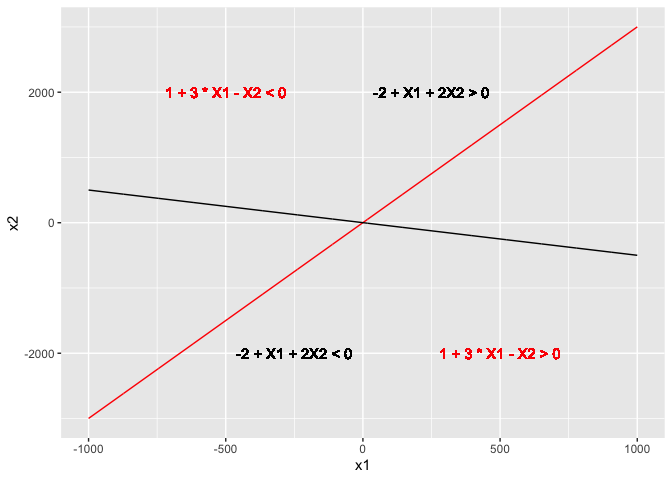 1 + 3 * X1 - X2 < 0 -2 + X1 + 2X2 > 0
2000
x2
0
-2000
-2 + X1 + 2X2 < 0 1 + 3 * X1 - X2 > 0
-1000 -500 0 500 1000
x1